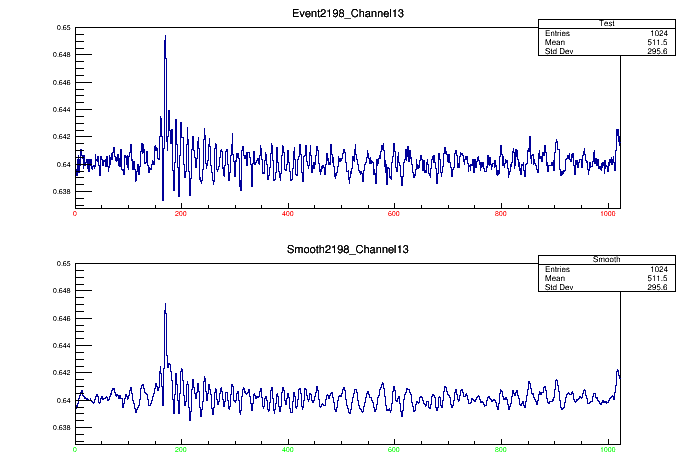 Event2198_Channel13
Test
Entries 1024
Mean 511.5
Std Dev 295.6
0.65
0.648
0.646
0.644
0.642
0.64
0.638
0 200 400 600 800 1000
Smooth2198_Channel13
Smooth
Entries 1024
Mean 511.5
Std Dev 295.6
0.65
0.648
0.646
0.644
0.642
0.64
0.638
0 200 400 600 800 1000